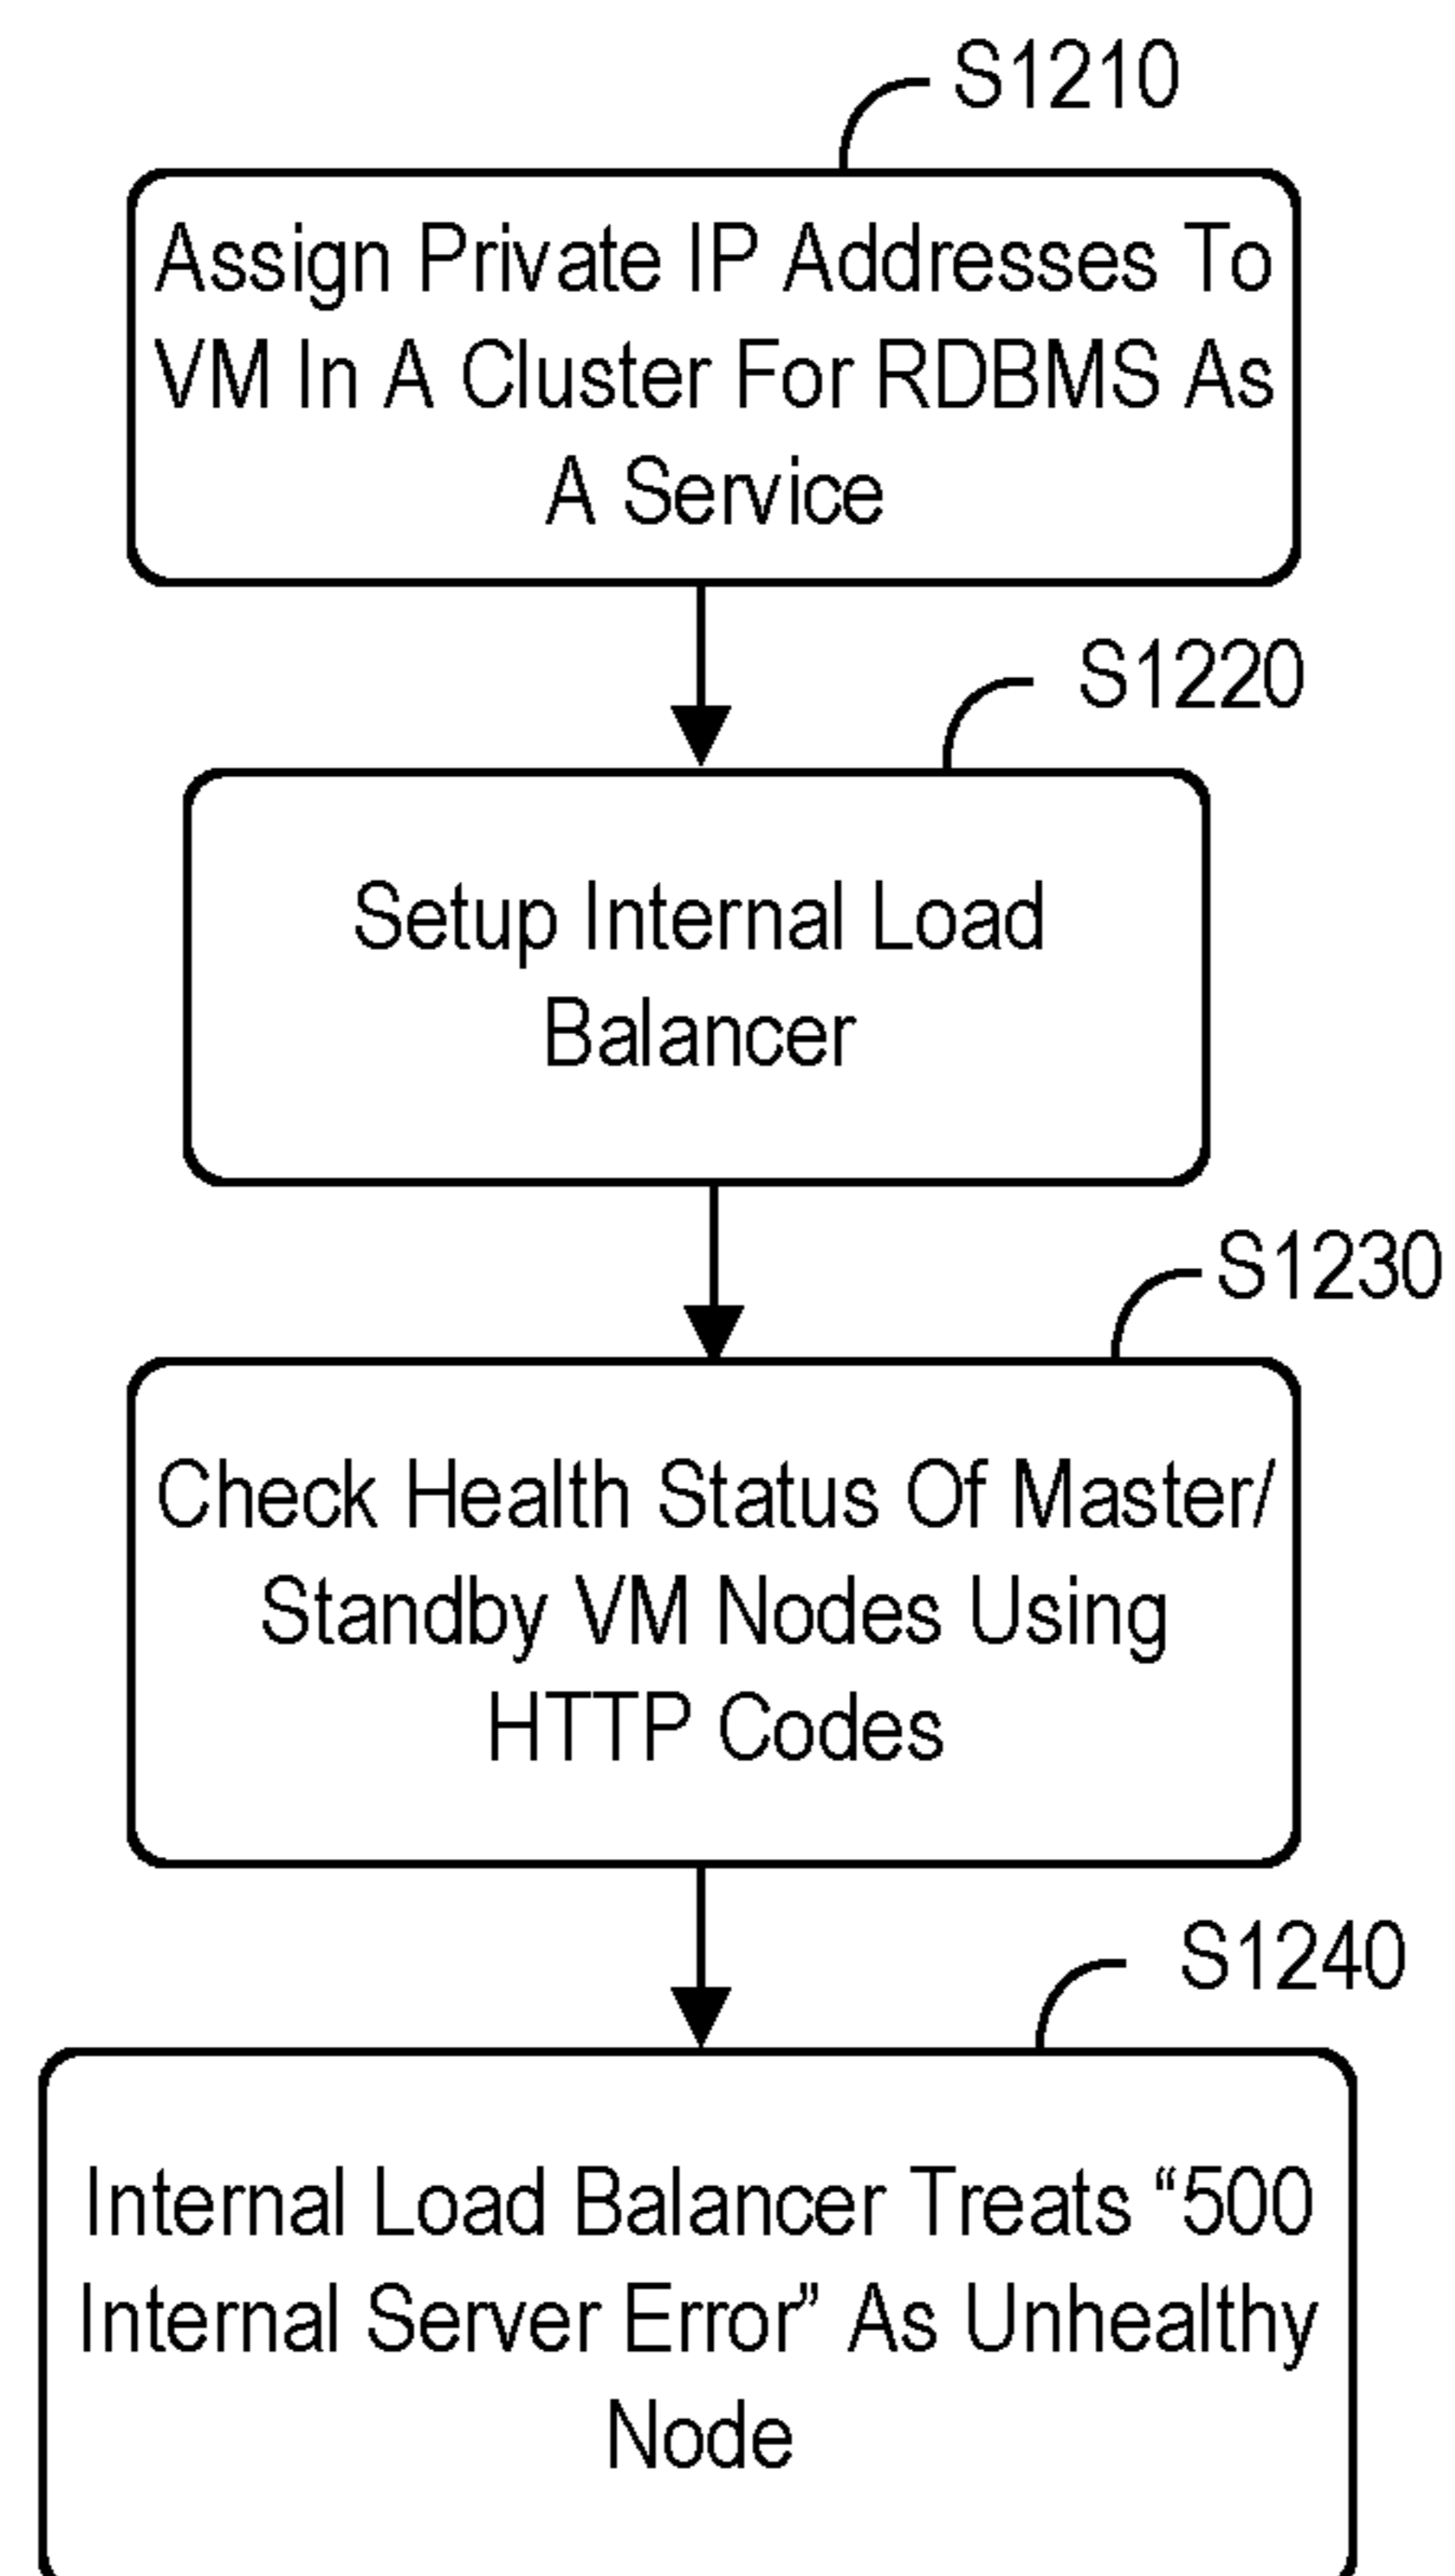 S1210
Assign Private IP Addresses To
VM In A Cluster For RDBMS As
A Service
S1220
Setup Internal Load
Balancer
S1230
Check Health Status Of Master/
Standby VM Nodes Using
HTTP Codes
S1240
Internal Load Balancer Treats “500
Internal Server Error” As Unhealthy
Node